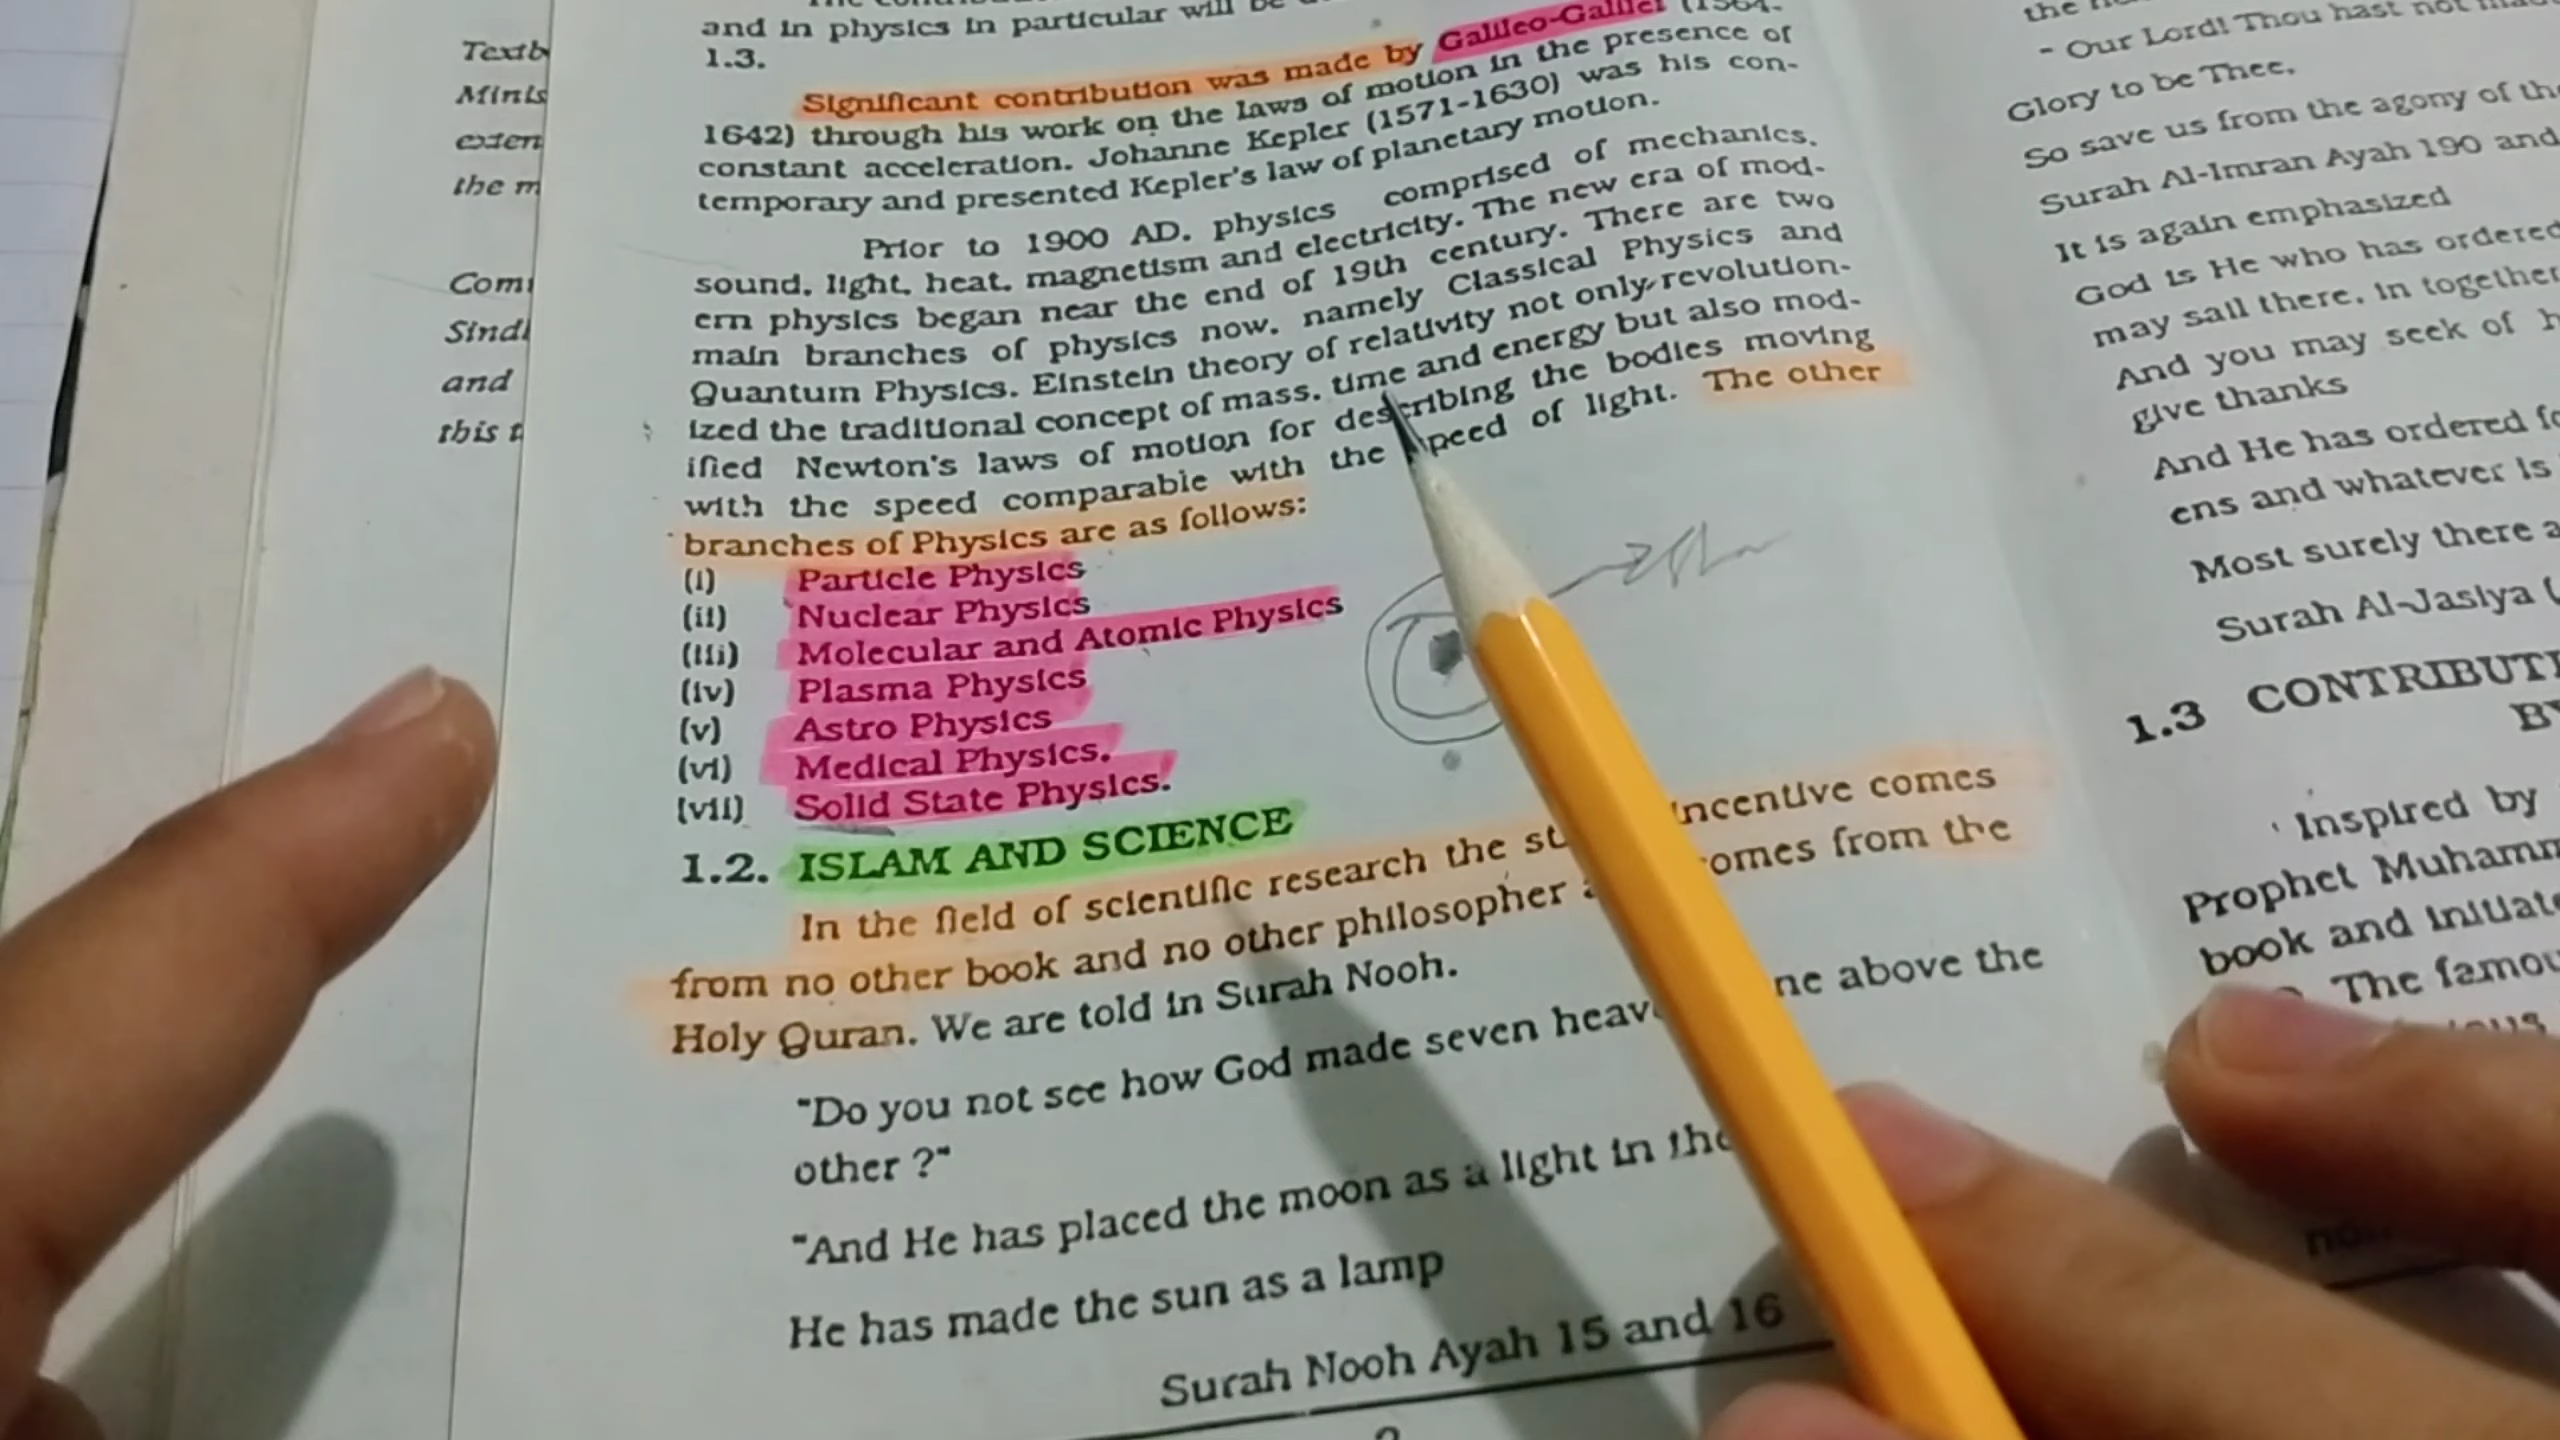 Textb
Minis
exten
the m
Com
Sindl
and
this t
and in physics in particular will be
1.3.
Significant contribution was made by Galileo-Galilei (1564-
1642) through his work on the laws of motion in the presence of
constant acceleration. Johanne Kepler (1571-1630) was his con-
temporary and presented Kepler's law of planetary motion.
Prior to 1900 AD. physics comprised of mechanics,
sound, light, heat, magnetism and electricity. The new era of mod-
ern physics began near the end of 19th century. There are two
main branches of physics now, namely Classical Physics and
Quantum Physics. Einstein theory of relativity not only revolution-
ized the traditional concept of mass, time and energy but also mod-
ified Newton's laws of motion for describing the bodies moving
with the speed comparable with the speed of light. The other
branches of Physics are as follows:
(i) Particle Physics
(ii) Nuclear Physics
(iii) Molecular and Atomic Physics
(iv) Plasma Physics
(v) Astro Physics
(vi) Medical Physics.
(vii) Solid State Physics.
1.2. ISLAM AND SCIENCE
In the field of scientific research the st incentive comes
from no other book and no other philosopher a comes from the
Holy Quran. We are told in Surah Nooh.
"Do you not see how God made seven heav ne above the
other ?"
"And He has placed the moon as a light in the
He has made the sun as a lamp
Surah Nooh Ayah 15 and 16
- Our Lord! Thou hast not made
Glory to be Thee,
So save us from the agony of the
Surah Al-Imran Ayah 190 and
It is again emphasized
God is He who has ordered
may sail there, in together
And you may seek of h
give thanks
And He has ordered fo
ens and whatever is
Most surely there a
Surah Al-Jasiya (
1.3 CONTRIBUTI
BY
Inspired by
Prophet Muhamm
book and initiate
The famou